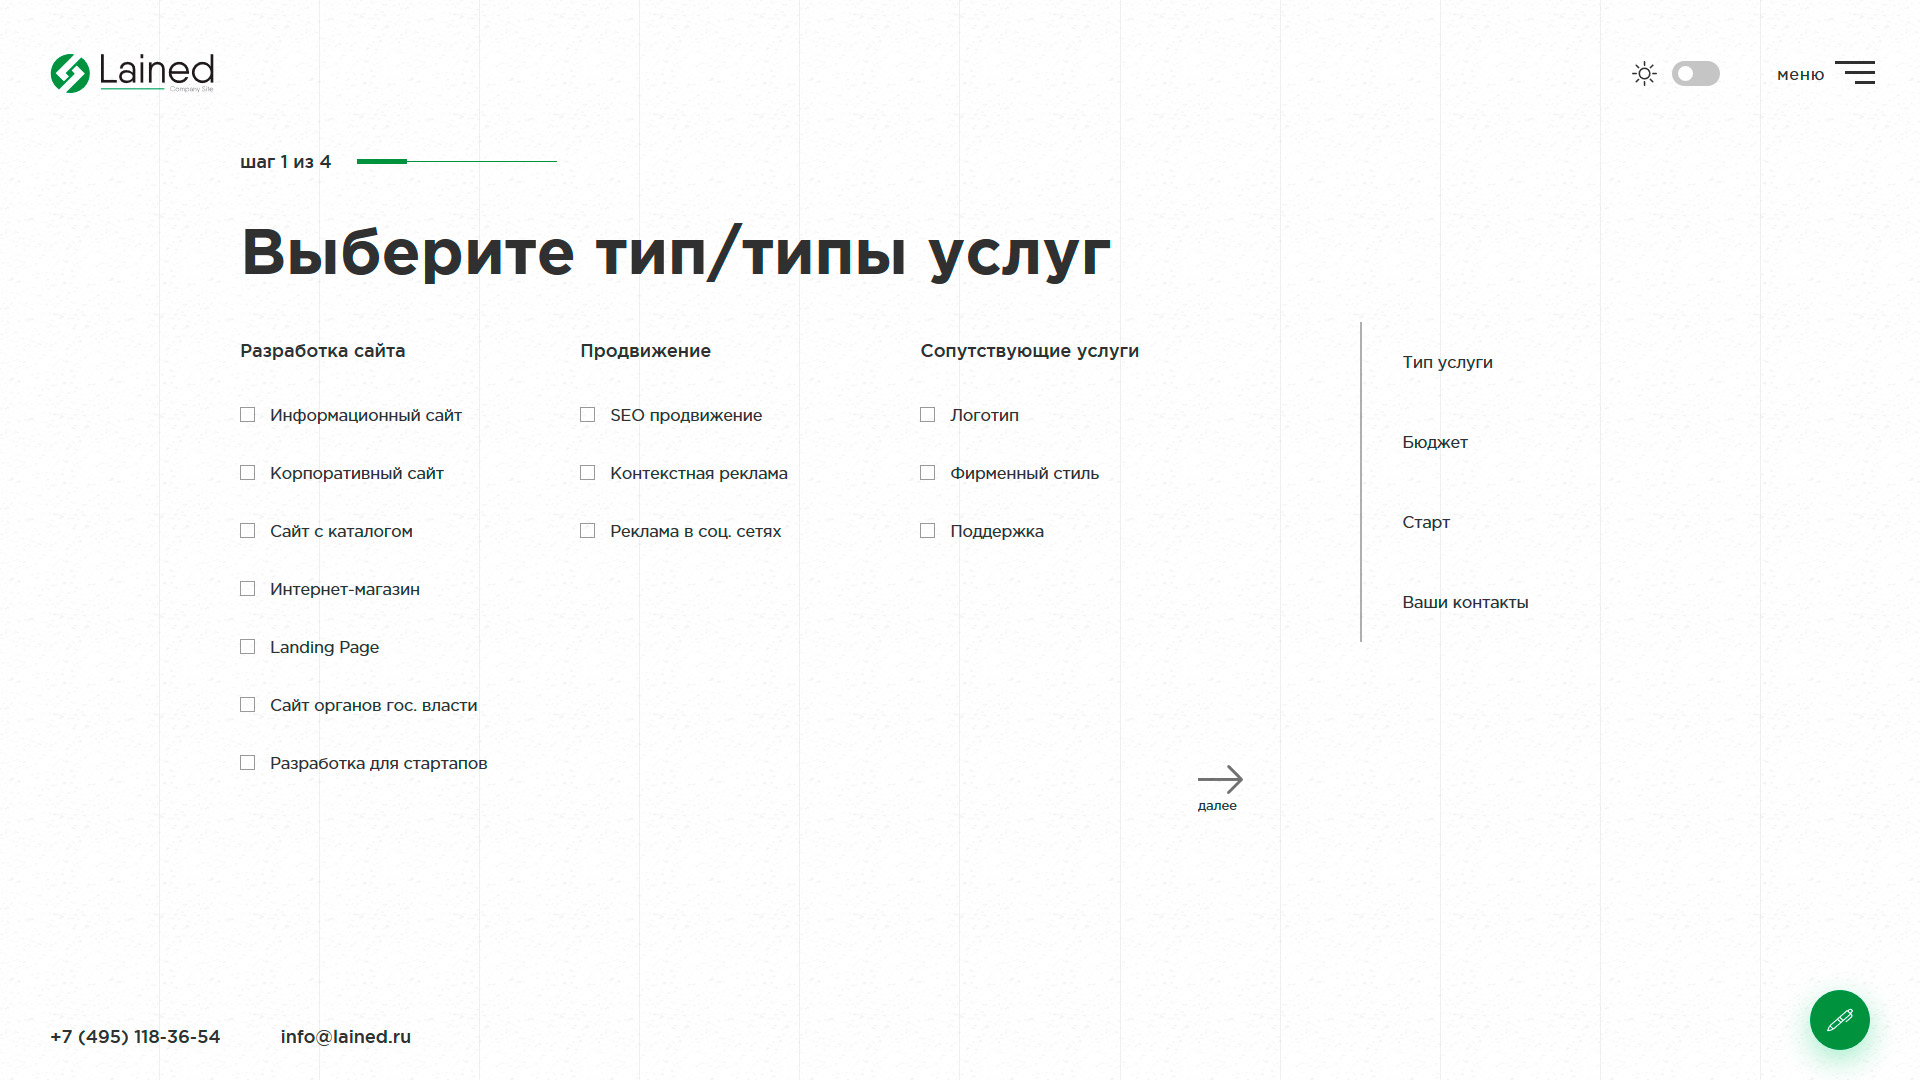 Lained
Company Site
меню
шаг 1 из 4
Выберите тип/типы услуг
Разработка сайта
Информационный сайт
Корпоративный сайт
Сайт с каталогом
Интернет-магазин
Landing Page
Сайт органов гос. власти
Разработка для стартапов
Продвижение
SEO продвижение
Контекстная реклама
Реклама в соц. сетях
Сопутствующие услуги
Логотип
Фирменный стиль
Поддержка
Тип услуги
Бюджет
Старт
Ваши контакты
далее
+7 (495) 118-36-54
info@lained.ru